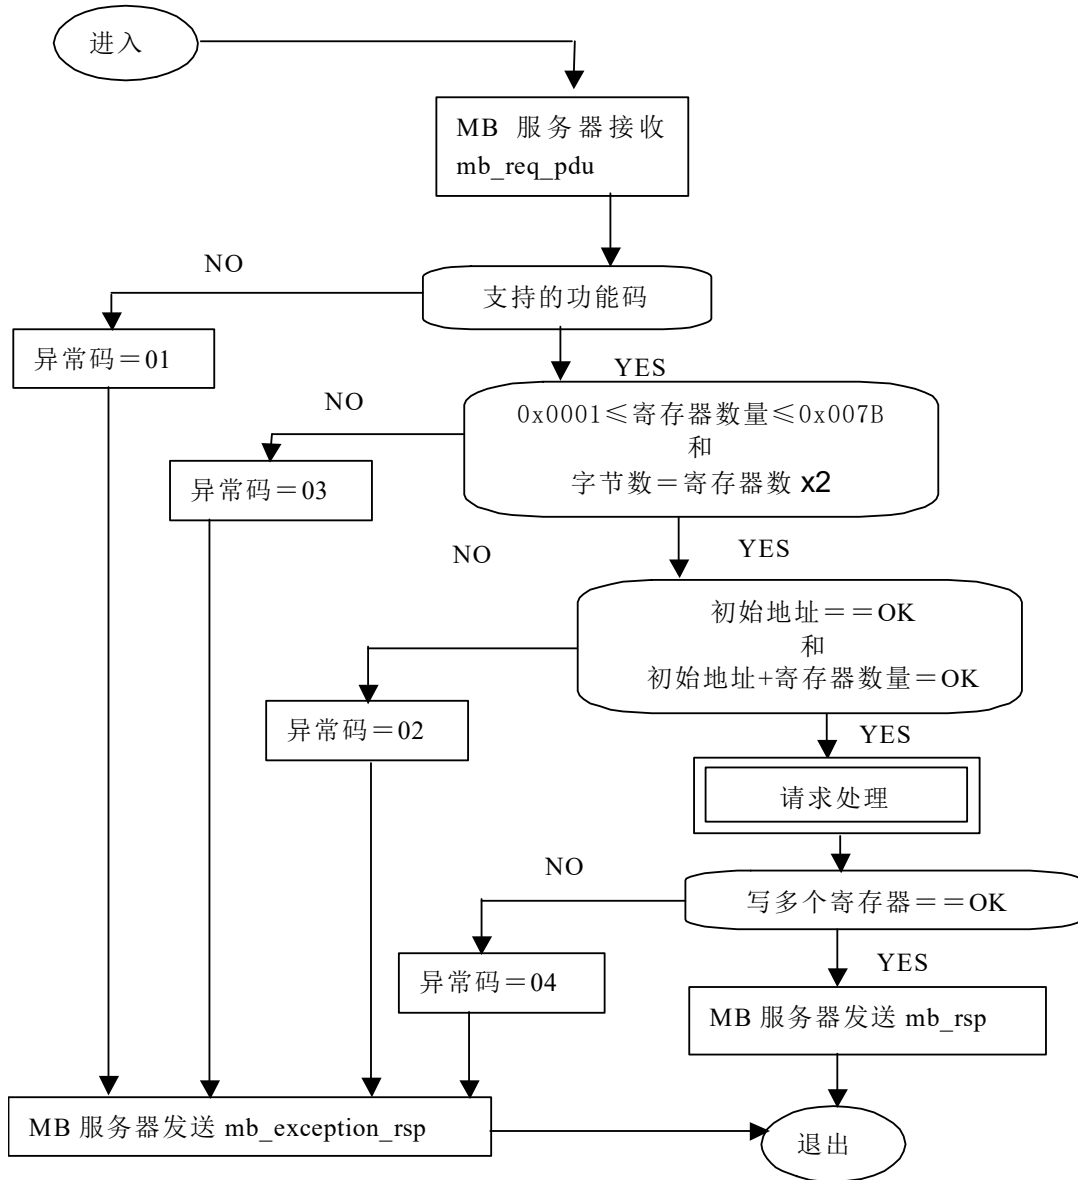 进入
MB 服务器接收
mb_req_pdu
NO
支持的功能码
异常码＝01
YES
NO
0x0001≤寄存器数量≤0x007B
和
字节数＝寄存器数 x2
异常码＝03
NO
YES
初始地址＝＝OK
和
初始地址+寄存器数量＝OK
异常码＝02
YES
请求处理
NO
写多个寄存器＝＝OK
YES
异常码＝04
MB 服务器发送 mb_rsp
MB 服务器发送 mb_exception_rsp
退出